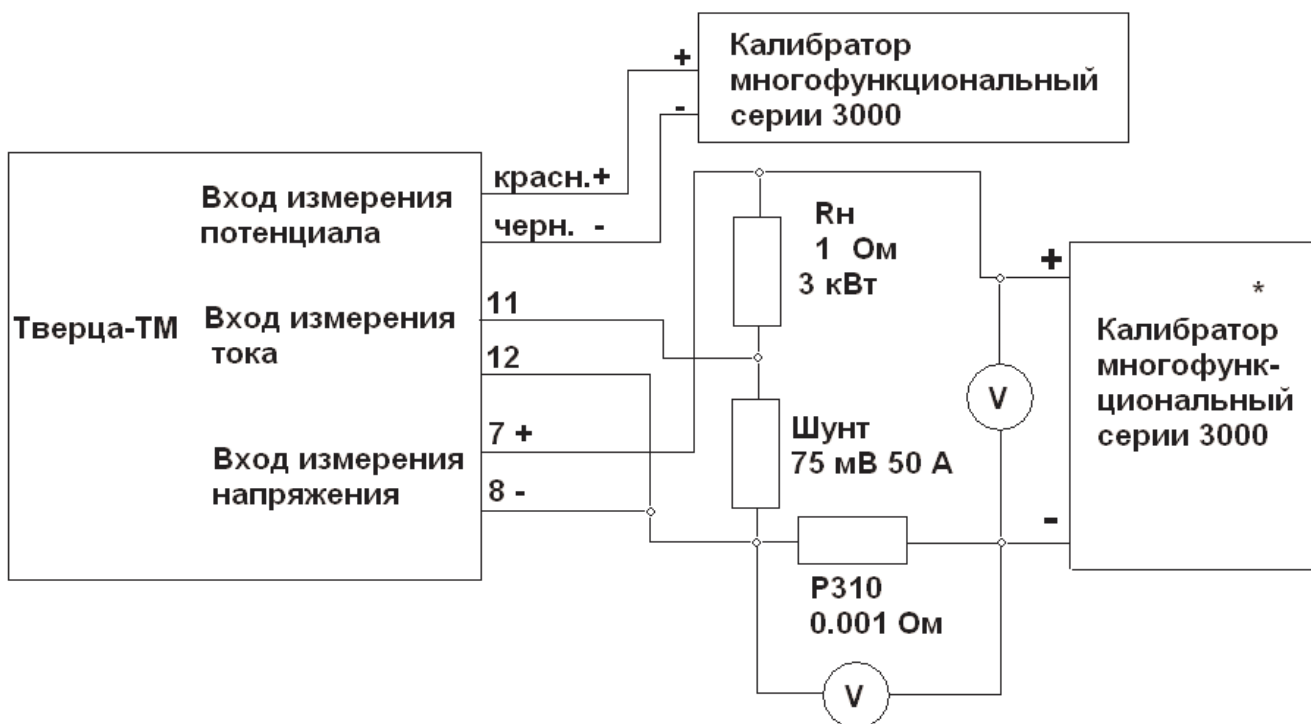 Калибратор
многофункциональный
серии 3000
+
-
красн.+
черн. -
Вход измерения
потенциала
Rн
1 Ом
3 кВт
+
*
Калибратор
многофунк-
циональный
серии 3000
-
Тверца-ТМ
Вход измерения
тока
11
12
V
Шунт
75 мВ 50 А
7 +
Вход измерения
напряжения
8 -
Р310
0.001 Ом
V